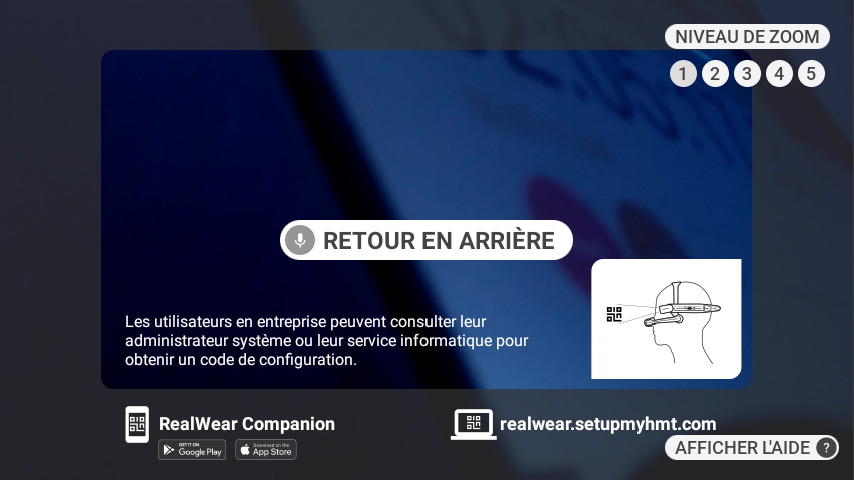 NIVEAU DE ZOOM
1 2 3 4 5
RETOUR EN ARRIÈRE
Les utilisateurs en entreprise peuvent consulter leur
administrateur système ou leur service informatique pour
obtenir un code de configuration.
RealWear Companion
GET IT ON
Google Play
Download on the
App Store
realwear.setupmyhmt.com
AFFICHER L'AIDE ?